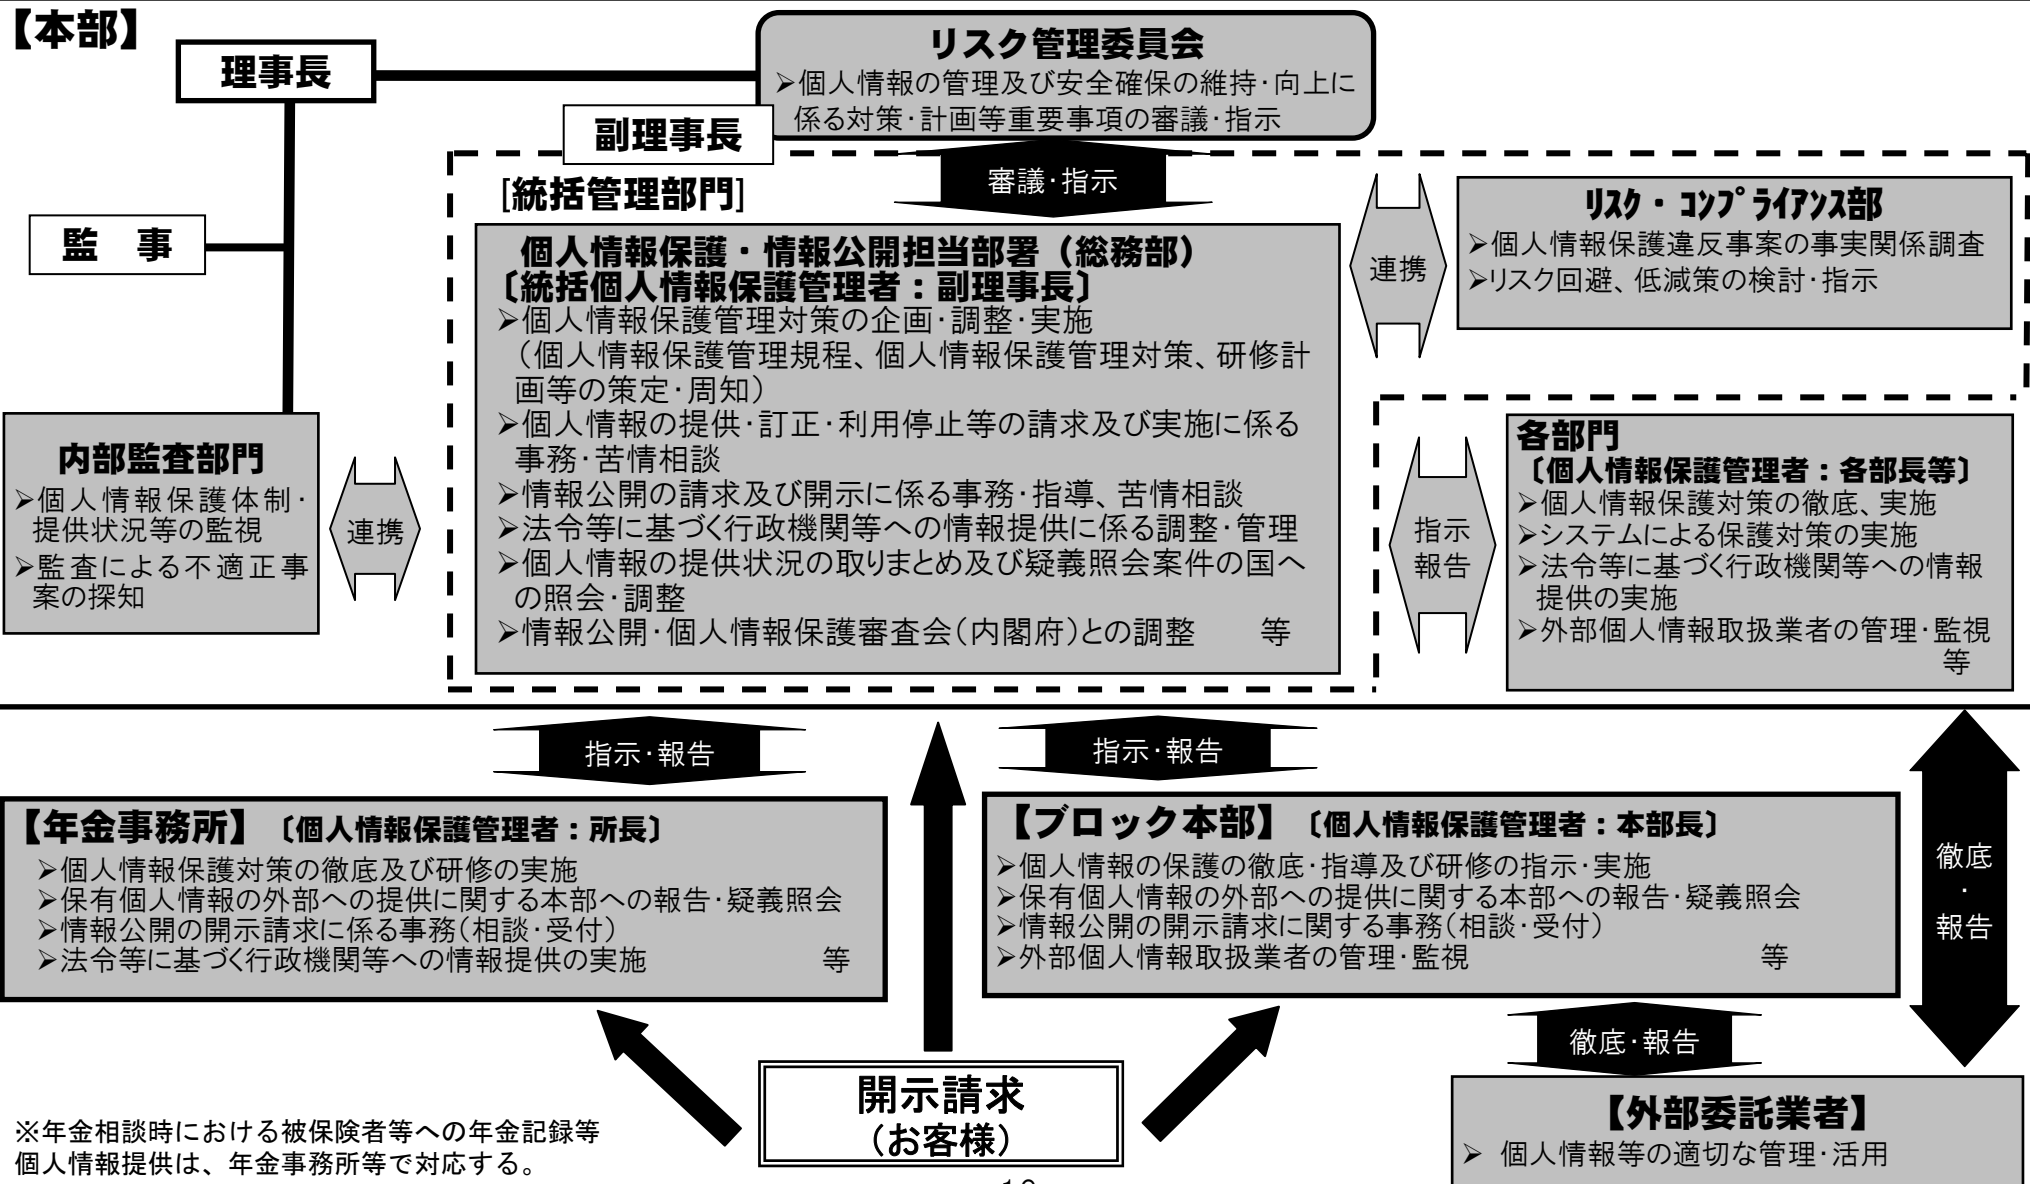 【本部】
理事長
リスク管理委員会
➢個人情報の管理及び安全確保の維持・向上に
係る対策・計画等重要事項の審議・指示
副理事長
審議・指示
監　事
[統括管理部門]
個人情報保護・情報公開担当部署（総務部）
〔統括個人情報保護管理者：副理事長〕
➢個人情報保護管理対策の企画・調整・実施
（個人情報保護管理規程、個人情報保護管理対策、研修計
画等の策定・周知）
➢個人情報の提供・訂正・利用停止等の請求及び実施に係る
事務・苦情相談
➢情報公開の請求及び開示に係る事務・指導、苦情相談
➢法令等に基づく行政機関等への情報提供に係る調整・管理
➢個人情報の提供状況の取りまとめ及び疑義照会案件の国へ
の照会・調整
➢情報公開・個人情報保護審査会（内閣府）との調整　　等
連携
ﾘｽｸ・ｺﾝﾌﾟﾗｲｱﾝｽ部
➢個人情報保護違反事案の事実関係調査
➢リスク回避、低減策の検討・指示
内部監査部門
➢個人情報保護体制・
提供状況等の監視
➢監査による不適正事
案の探知
連携
指示
報告
各部門
〔個人情報保護管理者：各部長等〕
➢個人情報保護対策の徹底、実施
➢システムによる保護対策の実施
➢法令等に基づく行政機関等への情報
提供の実施
➢外部個人情報取扱業者の管理・監視
等
指示・報告
指示・報告
【年金事務所】〔個人情報保護管理者：所長〕
➢個人情報保護対策の徹底及び研修の実施
➢保有個人情報の外部への提供に関する本部への報告・疑義照会
➢情報公開の開示請求に係る事務（相談・受付）
➢法令等に基づく行政機関等への情報提供の実施　　　等
【ブロック本部】〔個人情報保護管理者：本部長〕
➢個人情報の保護の徹底・指導及び研修の指示・実施
➢保有個人情報の外部への提供に関する本部への報告・疑義照会
➢情報公開の開示請求に関する事務（相談・受付）
➢外部個人情報取扱業者の管理・監視　　　等
徹底
・
報告
徹底・報告
開示請求
（お客様）
【外部委託業者】
➢ 個人情報等の適切な管理・活用
※年金相談時における被保険者等への年金記録等
個人情報提供は、年金事務所等で対応する。